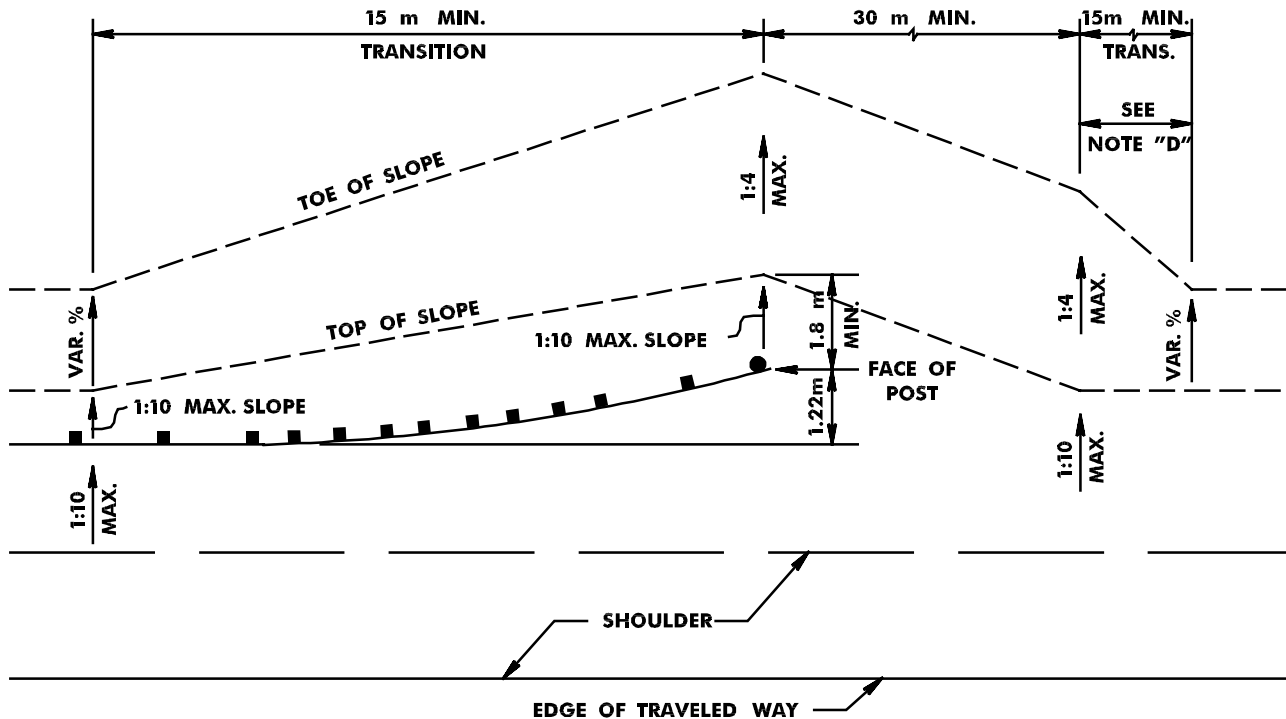 15 m MIN.
TRANSITION
30 m MIN.
15m MIN.
TRANS.
SEE
NOTE "D"
TOE OF SLOPE
1:4
MAX.
TOP OF SLOPE
VAR. %
1:10 MAX. SLOPE
1:10 MAX. SLOPE
1.8 m
MIN.
1.22m
FACE OF
POST
1:4
MAX.
VAR. %
1:10
MAX.
1:10
MAX.
SHOULDER
EDGE OF TRAVELED WAY